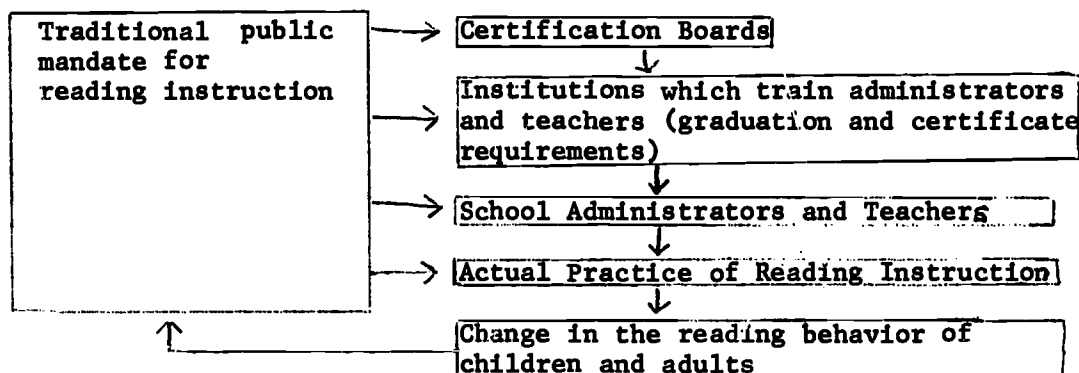 Traditional public
mandate for
reading instruction
Certification Boards
Institutions which train administrators
and teachers (graduation and certificate
requirements)
School Administrators and Teachers
Actual Practice of Reading Instruction
Change in the reading behavior of
children and adults